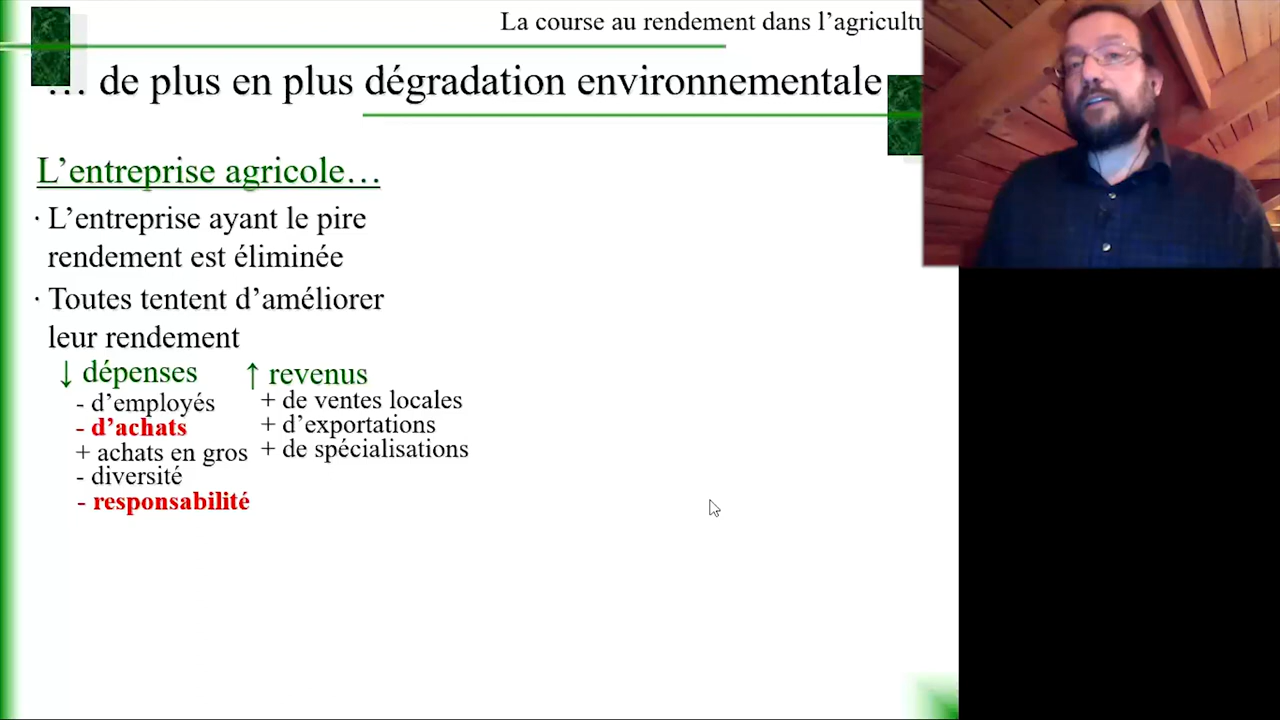 La course au rendement dans l’agricultu
… de plus en plus dégradation environnementale
L’entreprise agricole…
· L’entreprise ayant le pire
rendement est éliminée
· Toutes tentent d’améliorer
leur rendement
↓ dépenses
- d’employés
- d’achats
+ achats en gros
- diversité
- responsabilité
↑ revenus
+ de ventes locales
+ d’exportations
+ de spécialisations